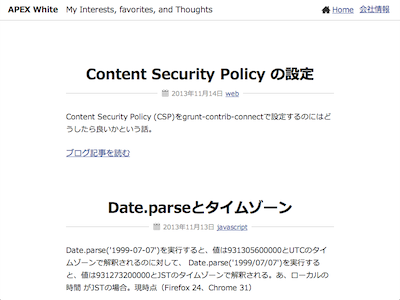 APEX White My Interests, favorites, and Thoughts Home 会社情報
Content Security Policy の設定
2013年11月14日 web
Content Security Policy (CSP)をgrunt-contrib-connectで設定するのにはど
うしたら良いかという話。
ブログ記事を読む
Date.parseとタイムゾーン
2013年11月13日 javascript
Date.parse('1999-07-07')を実行すると、値は931305600000とUTCのタイ
ムゾーンで解釈されるのに対して、 Date.parse('1999/07/07')を実行する
と、値は931273200000とJSTのタイムゾーンで解釈される。あ、ローカルの
時間 がJSTの場合。現時点（Firefox 24、Chrome 31）